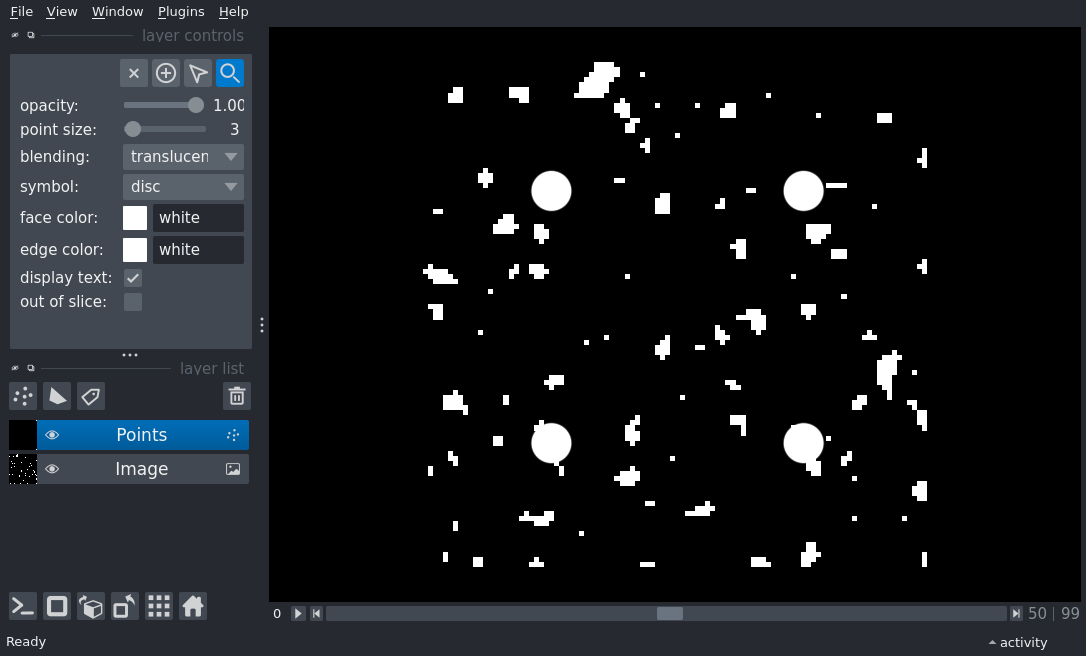 File View Window Plugins Help
layer controls
opacity: 1.00
point size: 3
blending: translucen
symbol: disc
face color: white
edge color: white
display text:
out of slice:
layer list
Points
Image
0 50 | 99
Ready activity